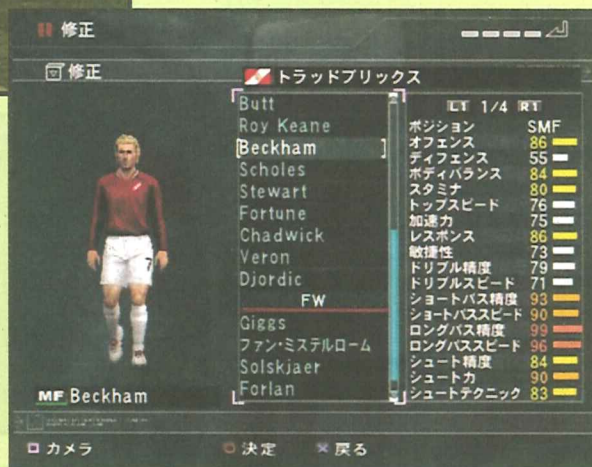 修正
修正
トラッドブリックス
Butt
Roy Keane
Beckham
Scholes
Stewart
Fortune
Chadwick
Veron
Djordic
FW
Giggs
ファン・ミステルローム
Solskjaer
Forlan
L1 1/4 R1
ポジション SMF
オフェンス 86
ディフェンス 55
ボディバランス 84
スタミナ 80
トップスピード 76
加速力 75
レスポンス 86
敏捷性 73
ドリブル精度 79
ドリブルスピード 71
ショートパス精度 93
ショートパススピード 90
ロングパス精度 99
ロングパススピード 96
シュート精度 84
シュート力 90
シュートテクニック 83
7
MF Beckham
カメラ
決定
戻る